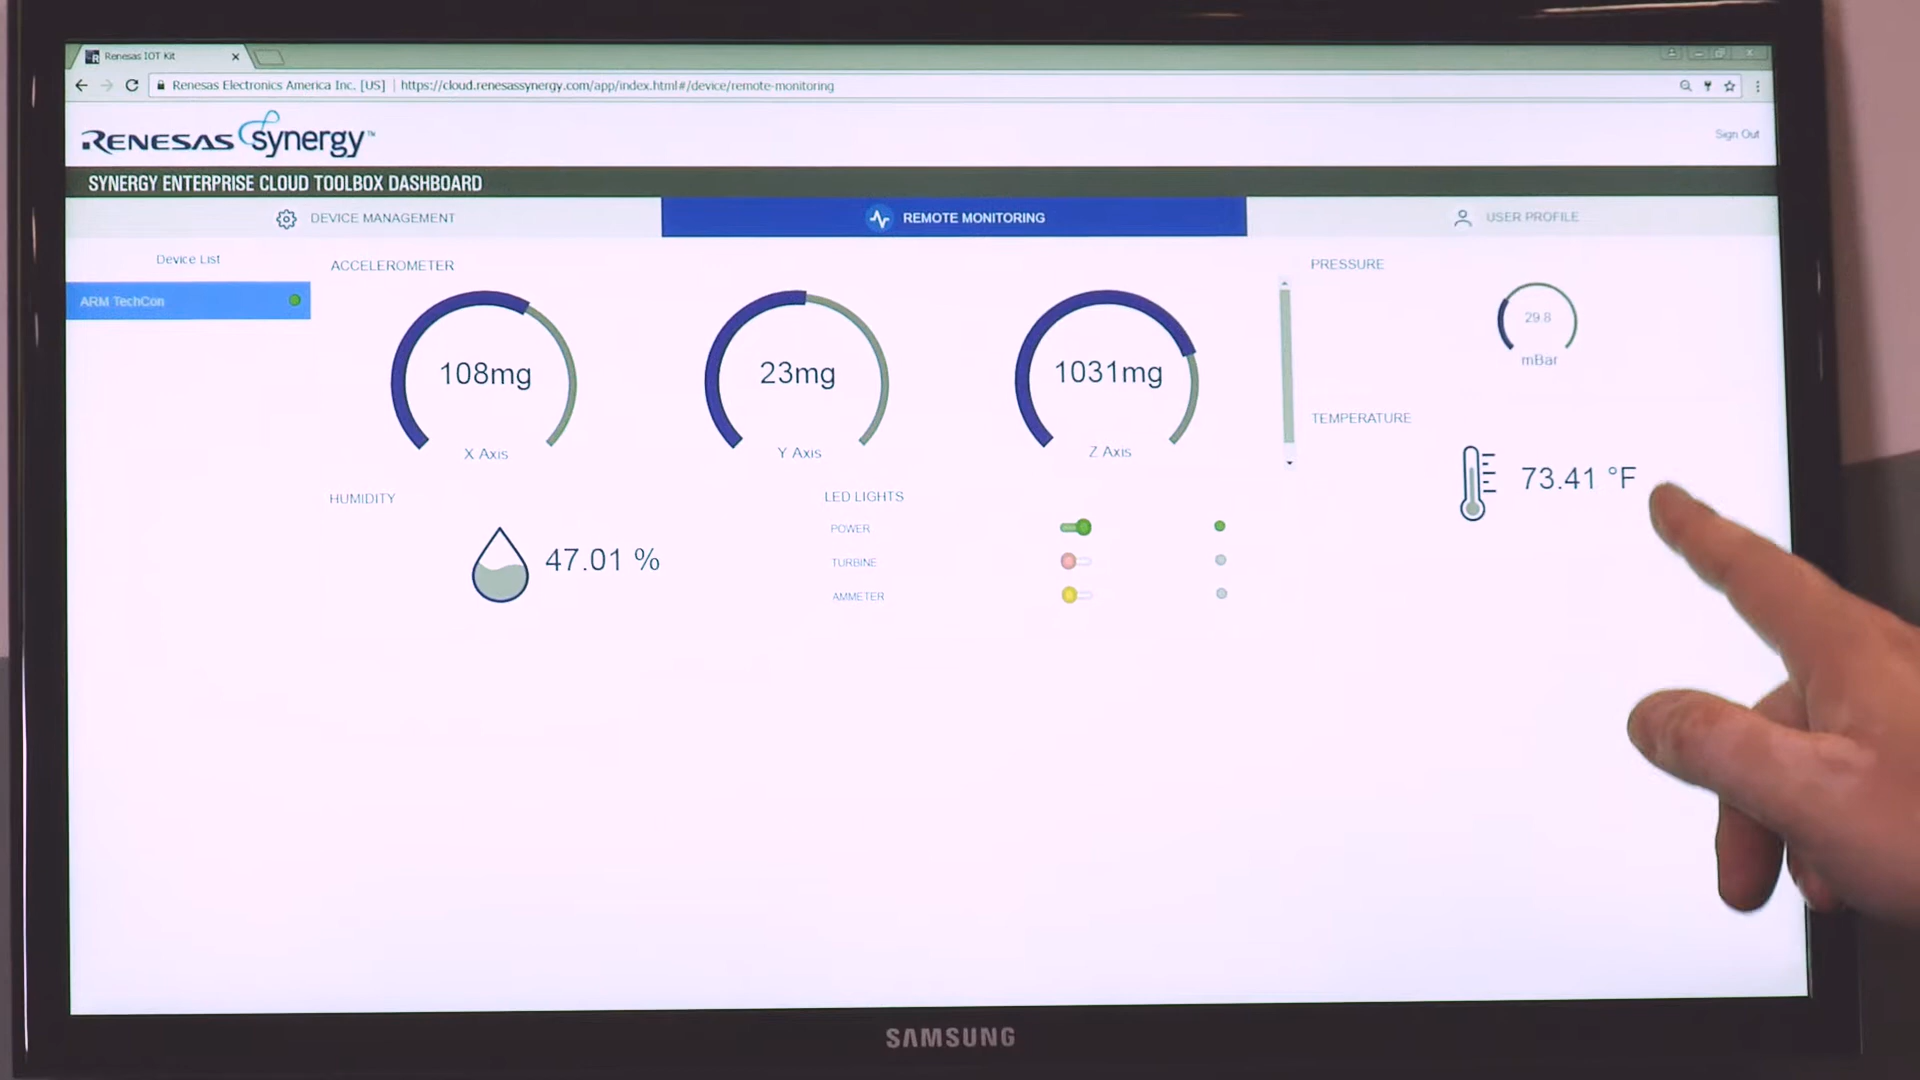 Renesas IOT Kit
Renesas Electronics America Inc. [US] | https://cloud.renesassynergy.com/app/index.html#/device/remote-monitoring
RENESAS synergy™
Sign Out
SYNERGY ENTERPRISE CLOUD TOOLBOX DASHBOARD
DEVICE MANAGEMENT
REMOTE MONITORING
USER PROFILE
Device List
ARM TechCon
ACCELEROMETER
108mg
X Axis
23mg
Y Axis
1031mg
Z Axis
PRESSURE
29.8
mBar
TEMPERATURE
73.41 °F
HUMIDITY
47.01 %
LED LIGHTS
POWER
TURBINE
AMMETER
SAMSUNG